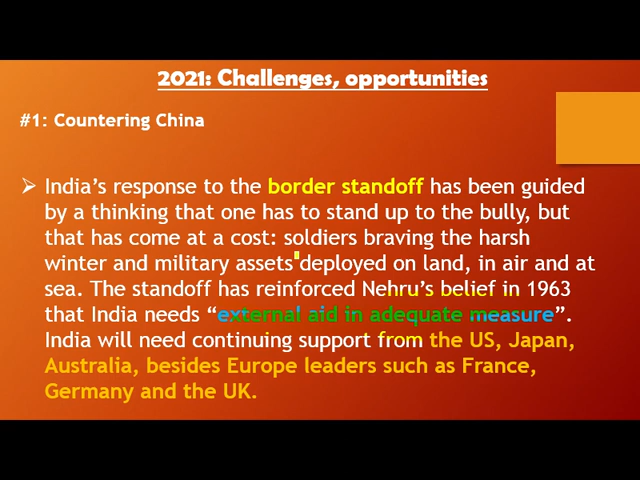 2021: Challenges, opportunities
#1: Countering China
➢ India’s response to the border standoff has been guided
by a thinking that one has to stand up to the bully, but
that has come at a cost: soldiers braving the harsh
winter and military assets deployed on land, in air and at
sea. The standoff has reinforced Nehru’s belief in 1963
that India needs “external aid in adequate measure”.
India will need continuing support from the US, Japan,
Australia, besides Europe leaders such as France,
Germany and the UK.